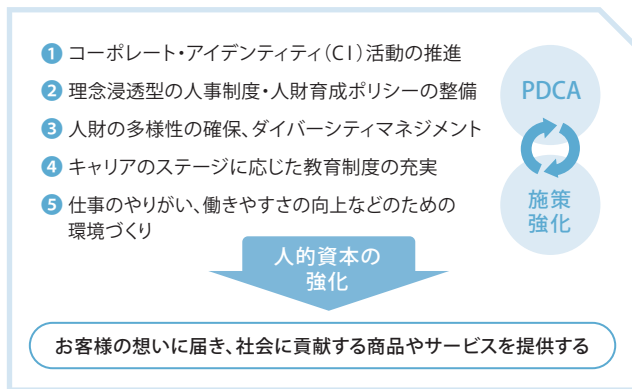 ❶ コーポレート・アイデンティティ(CI)活動の推進
❷ 理念浸透型の人事制度・人財育成ポリシーの整備
❸ 人財の多様性の確保、ダイバーシティマネジメント
❹ キャリアのステージに応じた教育制度の充実
❺ 仕事のやりがい、働きやすさの向上などのための
環境づくり
PDCA
施策
強化
人的資本の
強化
お客様の想いに届き、社会に貢献する商品やサービスを提供する